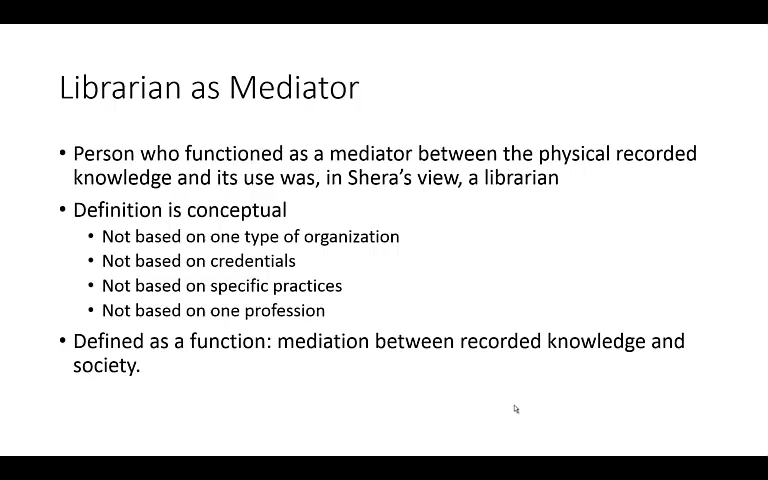 Librarian as Mediator
• Person who functioned as a mediator between the physical recorded
knowledge and its use was, in Shera’s view, a librarian
• Definition is conceptual
• Not based on one type of organization
• Not based on credentials
• Not based on specific practices
• Not based on one profession
• Defined as a function: mediation between recorded knowledge and
society.